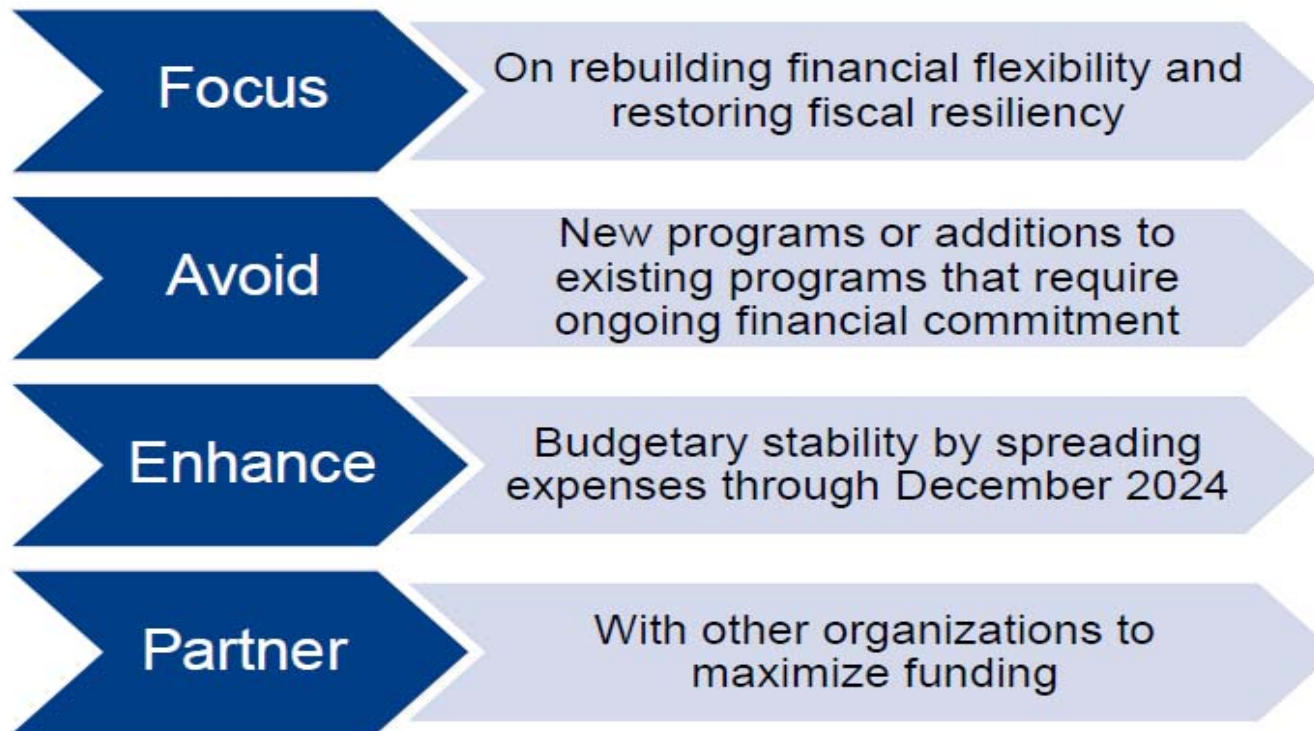 Focus
On rebuilding financial flexibility and
restoring fiscal resiliency
Avoid
New programs or additions to
existing programs that require
ongoing financial commitment
Enhance
Budgetary stability by spreading
expenses through December 2024
Partner
With other organizations to
maximize funding